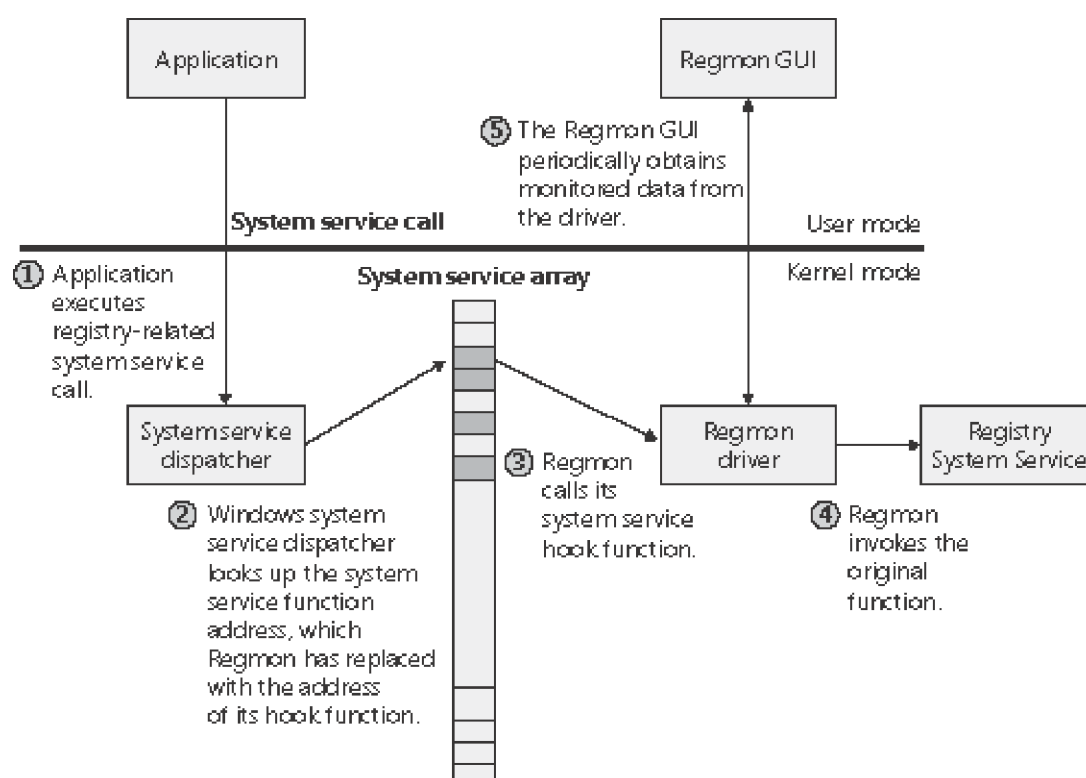 Application
Regmon GUI
5 The Regmon GUI
periodically obtains
monitored data from
the driver.
System service call
User mode
Kernel mode
1 Application
executes
registry-related
system service
call.
System service array
System service
dispatcher
Regmon
driver
Registry
System Service
2 Windows system
service dispatcher
looks up the system
service function
address, which
Regmon has replaced
with the address
of its hook function.
3 Regmon
calls its
system service
hook function.
4 Regmon
invokes the
original
function.